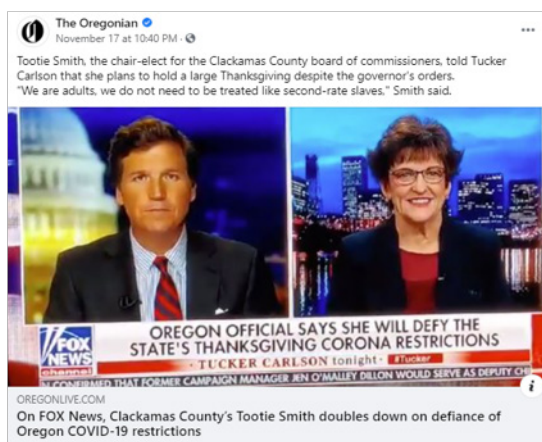 The Oregonian
November 17 at 10:40 PM ·
Tootie Smith, the chair-elect for the Clackamas County board of commissioners, told Tucker
Carlson that she plans to hold a large Thanksgiving despite the governor's orders.
"We are adults, we do not need to be treated like second-rate slaves," Smith said.
OREGON OFFICIAL SAYS SHE WILL DEFY THE
STATE'S THANKSGIVING CORONA RESTRICTIONS
FOX
NEWS
channel
· TUCKER CARLSON tonight · #Tucker
CONFIRMED THAT FORMER CAMPAIGN MANAGER JEN O'MALLEY DILLON WOULD SERVE AS DEPUTY CH
i
OREGONLIVE.COM
On FOX News, Clackamas County's Tootie Smith doubles down on defiance of
Oregon COVID-19 restrictions